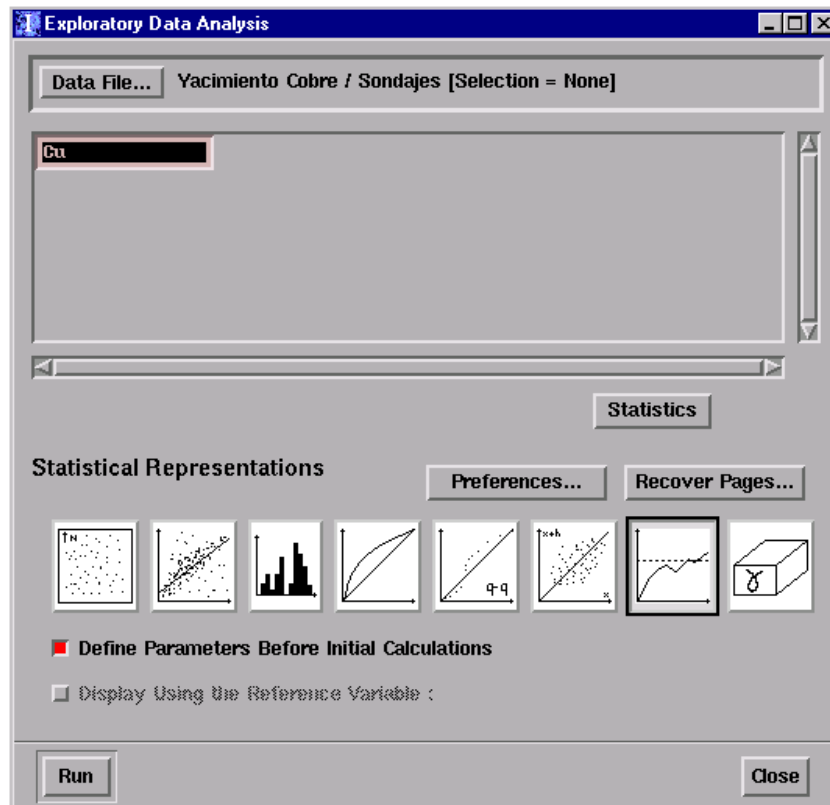 Exploratory Data Analysis
Data File... Yacimiento Cobre / Sondajes [Selection = None]
Cu
Statistics
Statistical Representations
Preferences... Recover Pages...
N
q-q
x+h
x
γ
Define Parameters Before Initial Calculations
Display Using the Reference Variable :
Run Close